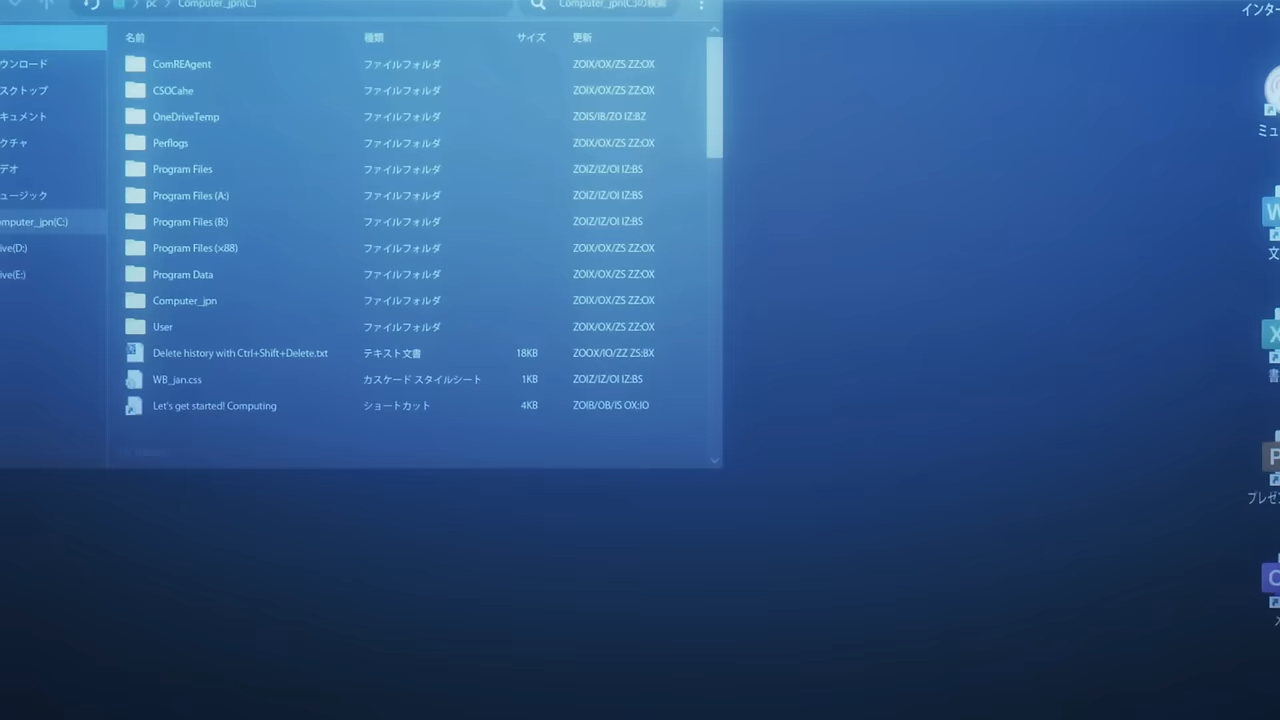 pc > Computer_jpn(C:)
Computer_jpn(C:)の検索
名前 種類 サイズ 更新
ComREAgent ファイルフォルダ ZOIX/OX/ZS ZZ:OX
CSOCahe ファイルフォルダ ZOIX/OX/ZS ZZ:OX
OneDriveTemp ファイルフォルダ ZOIS/IB/ZO IZ:BZ
Perflogs ファイルフォルダ ZOIX/OX/ZS ZZ:OX
Program Files ファイルフォルダ ZOIZ/IZ/OI IZ:BS
Program Files (A:) ファイルフォルダ ZOIZ/IZ/OI IZ:BS
Program Files (B:) ファイルフォルダ ZOIZ/IZ/OI IZ:BS
Program Files (×88) ファイルフォルダ ZOIX/OX/ZS ZZ:OX
Program Data ファイルフォルダ ZOIX/OX/ZS ZZ:OX
Computer_jpn ファイルフォルダ ZOIX/OX/ZS ZZ:OX
User ファイルフォルダ ZOIX/OX/ZS ZZ:OX
Delete history with Ctrl+Shift+Delete.txt テキスト文書 18KB ZOOX/IO/ZZ ZS:BX
WB_jan.css カスケード スタイルシート 1KB ZOIZ/IZ/OI IZ:BS
Let's get started! Computing ショートカット 4KB ZOIB/OB/IS OX:IO
ウンロード
スクトップ
キュメント
クチャ
デオ
ュージック
omputer_jpn(C:)
ive(D:)
ive(E:)
インター
ミュ
W
文
X
書
P
プレゼン